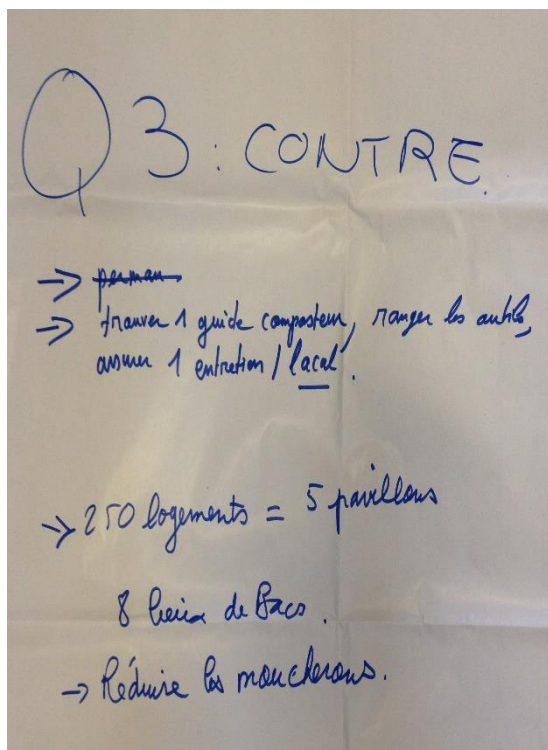 Q3 : CONTRE.
→ perman
→ trouver 1 guide composteur, ranger les outils,
assurer 1 entretien / local.
→ 250 logements = 5 pavillons
8 lieux de Bacs.
→ Réduire les moucherons.